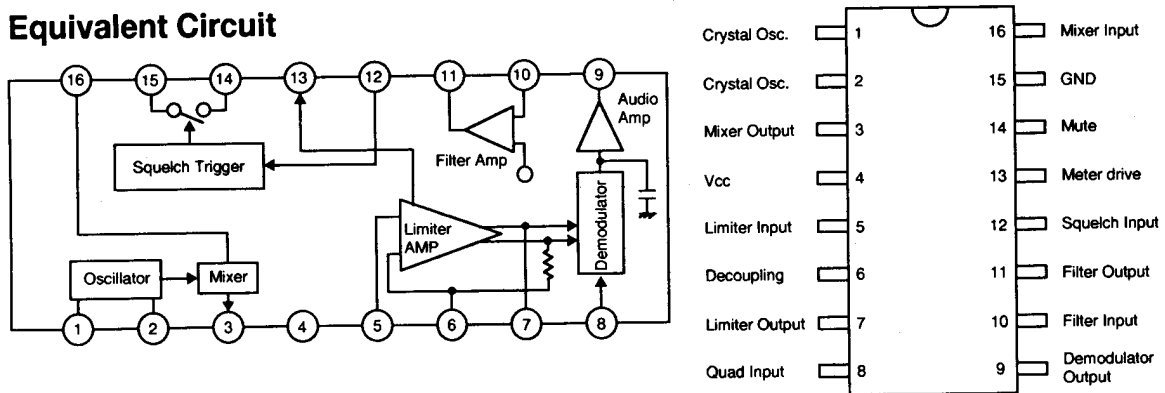 Equivalent Circuit
16 15 14 13 12 11 10 9
Audio
Amp
Filter Amp
Squelch Trigger
Limiter
AMP
Demodulator
Oscillator
Mixer
1 2 3 4 5 6 7 8
Crystal Osc. 1 16 Mixer Input
Crystal Osc. 2 15 GND
Mixer Output 3 14 Mute
Vcc 4 13 Meter drive
Limiter Input 5 12 Squelch Input
Decoupling 6 11 Filter Output
Limiter Output 7 10 Filter Input
Quad Input 8 9 Demodulator
Output